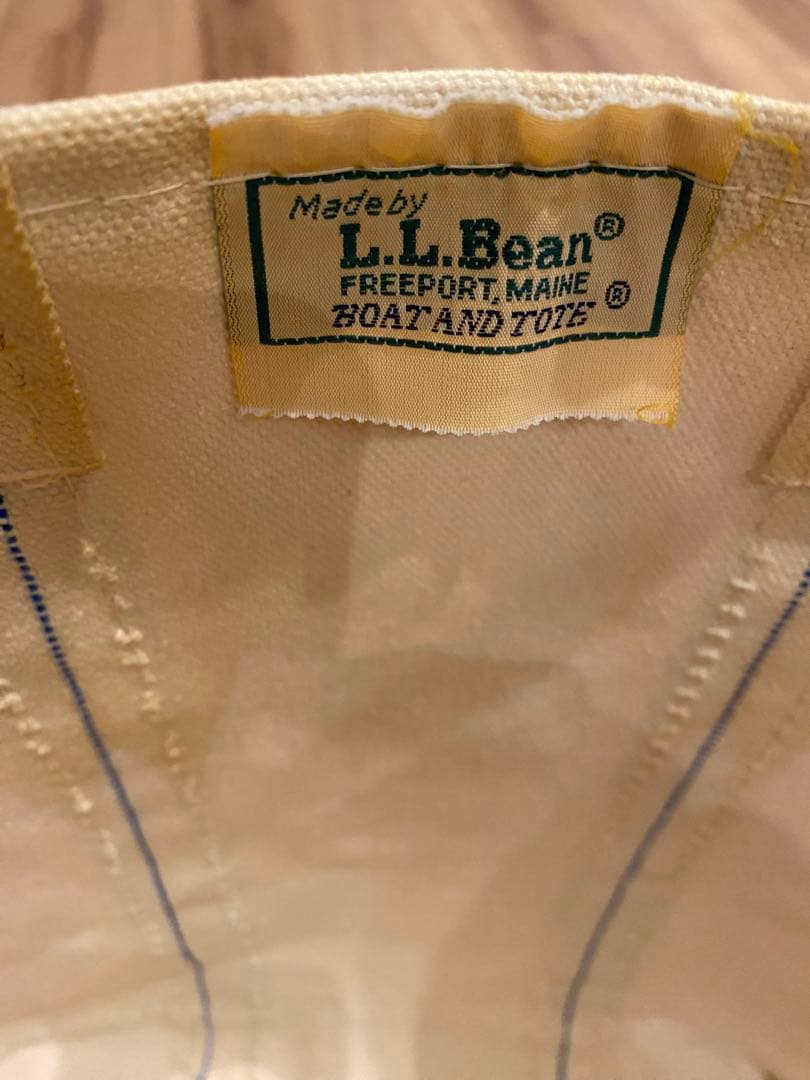 Made by
L.L.Bean®
FREEPORT, MAINE
BOAT AND TOTE ®